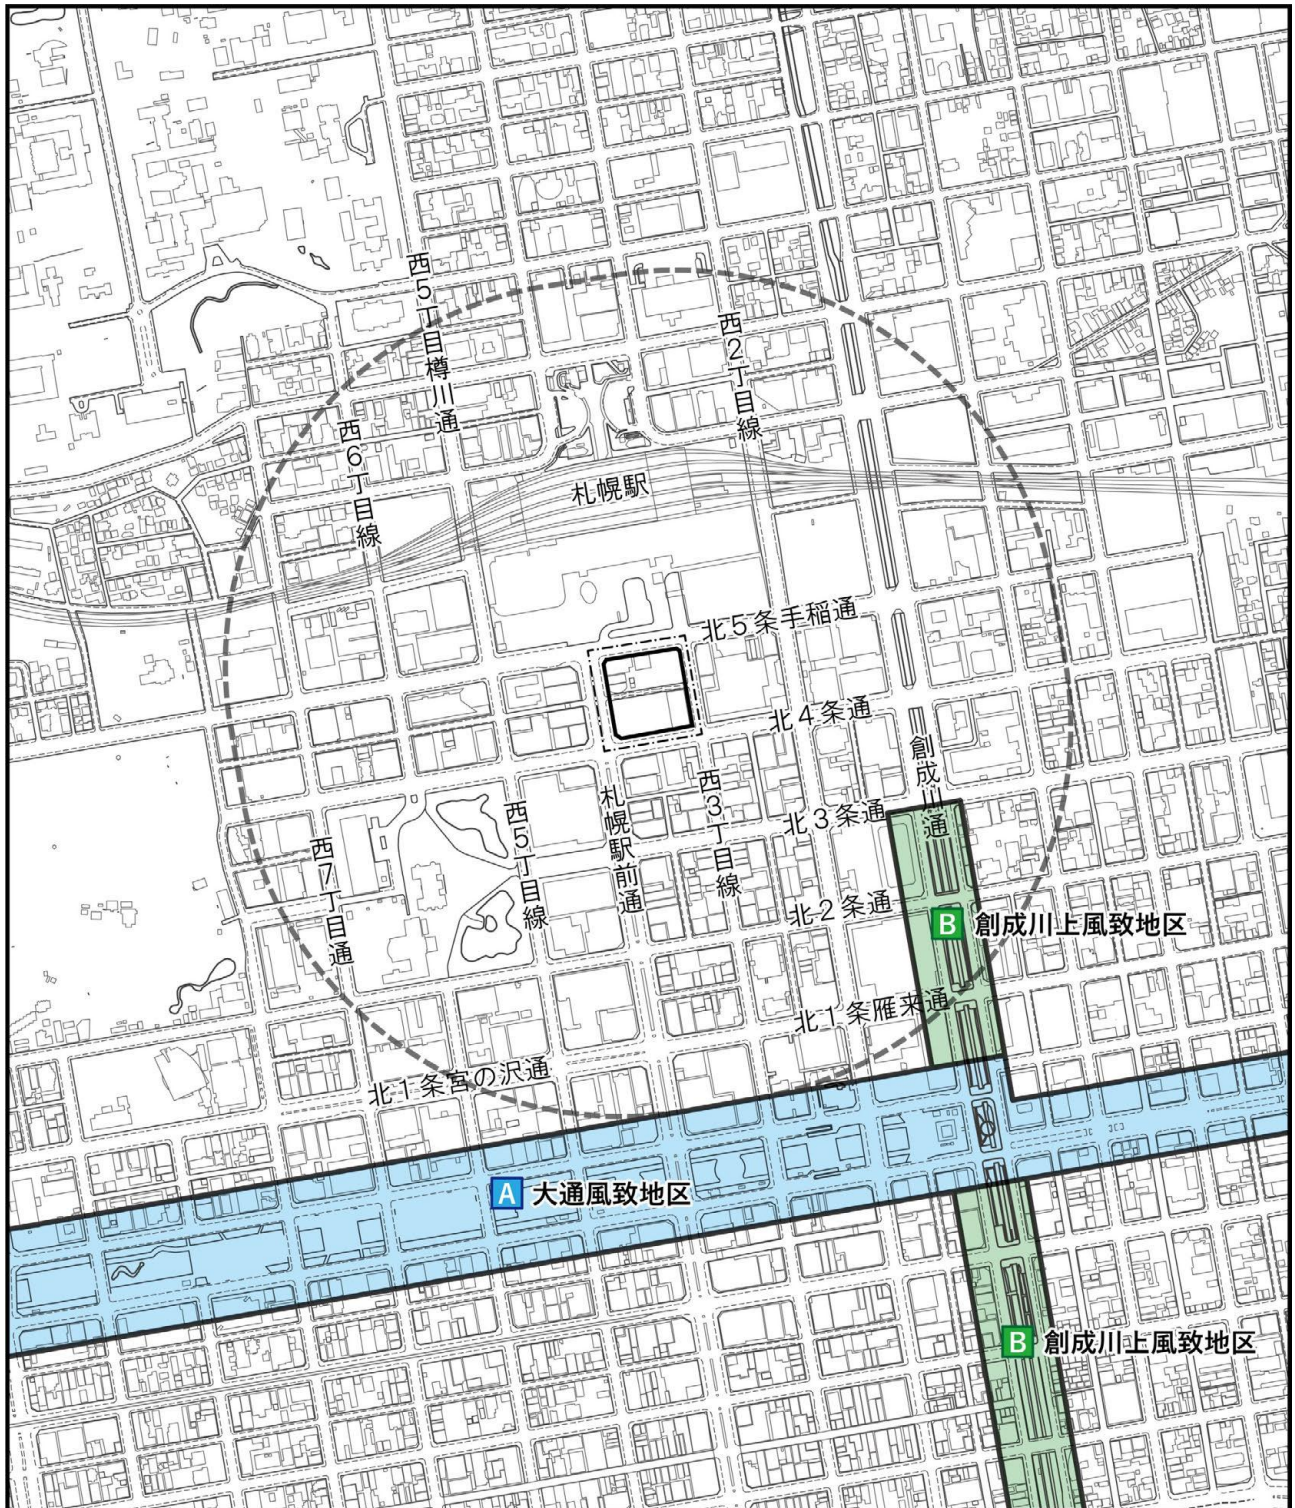 西5丁目樽川通
西2丁目線
西6丁目線
札幌駅
北5条手稲通
北4条通
創成川通
西3丁目線
札幌駅前通
西5丁目線
北3条通
西7丁目通
北2条通
B 創成川上風致地区
北1条雁来通
北1条宮の沢通
A 大通風致地区
B 創成川上風致地区